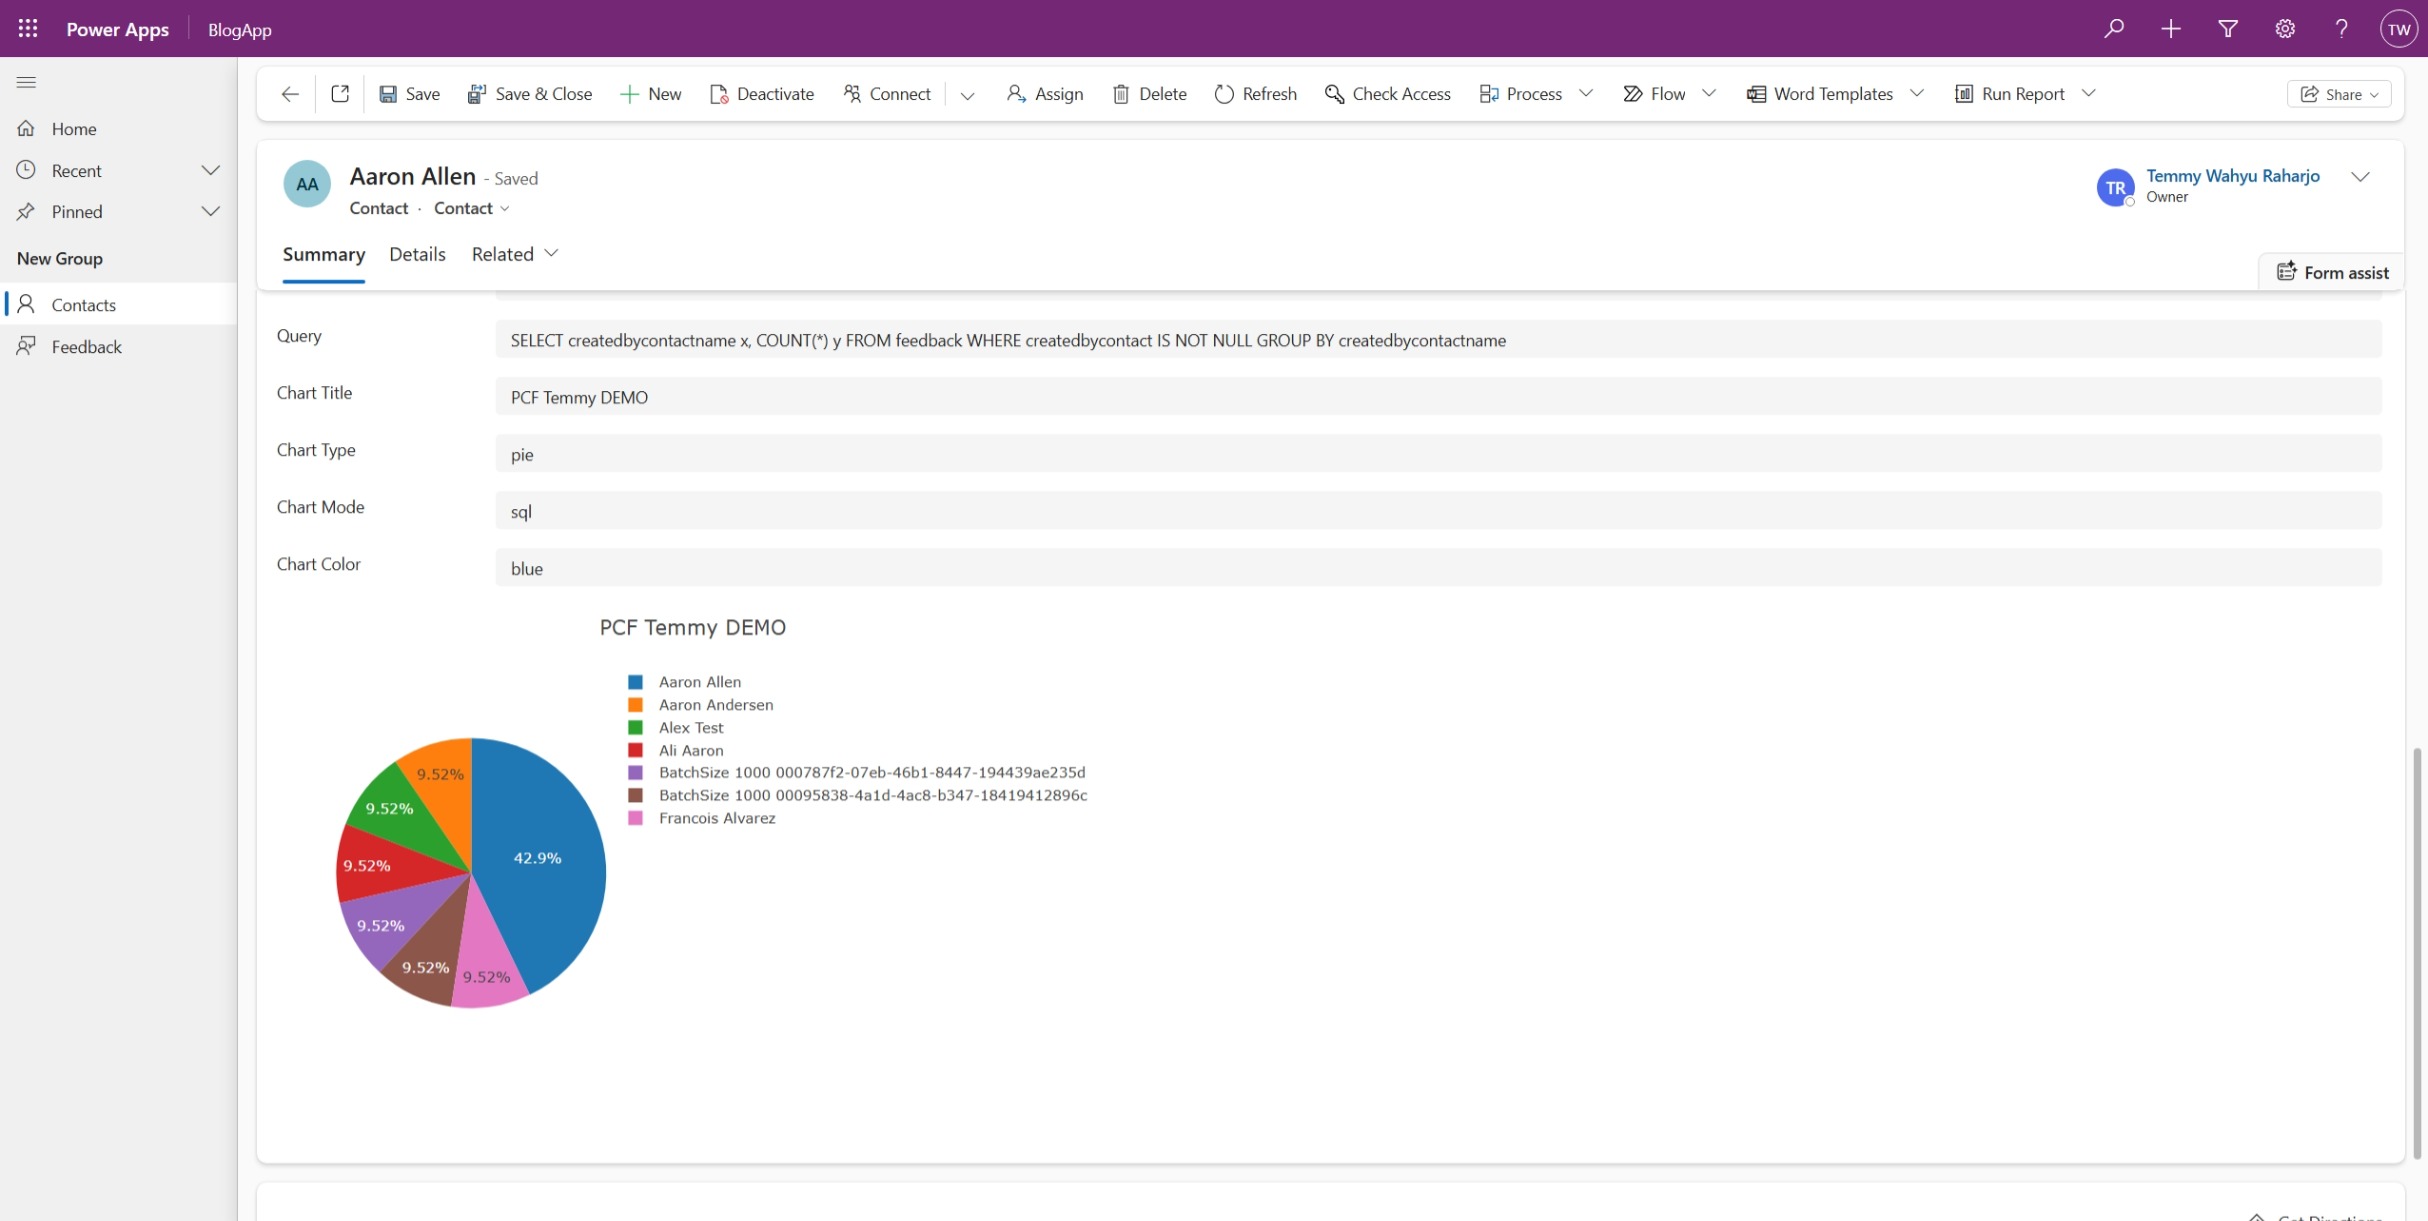 Power Apps BlogApp TW
Save Save & Close New Deactivate Connect Assign Delete Refresh Check Access Process Flow Word Templates Run Report Share
Home
Recent
Pinned
New Group
Contacts
Feedback
AA Aaron Allen - Saved
Contact · Contact
TR Temmy Wahyu Raharjo
Owner
Summary Details Related
Form assist
Query SELECT createdbycontactname x, COUNT(*) y FROM feedback WHERE createdbycontact IS NOT NULL GROUP BY createdbycontactname
Chart Title PCF Temmy DEMO
Chart Type pie
Chart Mode sql
Chart Color blue
PCF Temmy DEMO
Aaron Allen
Aaron Andersen
Alex Test
Ali Aaron
BatchSize 1000 000787f2-07eb-46b1-8447-194439ae235d
BatchSize 1000 00095838-4a1d-4ac8-b347-18419412896c
Francois Alvarez
9.52%
9.52%
42.9%
9.52%
9.52%
9.52%
9.52%